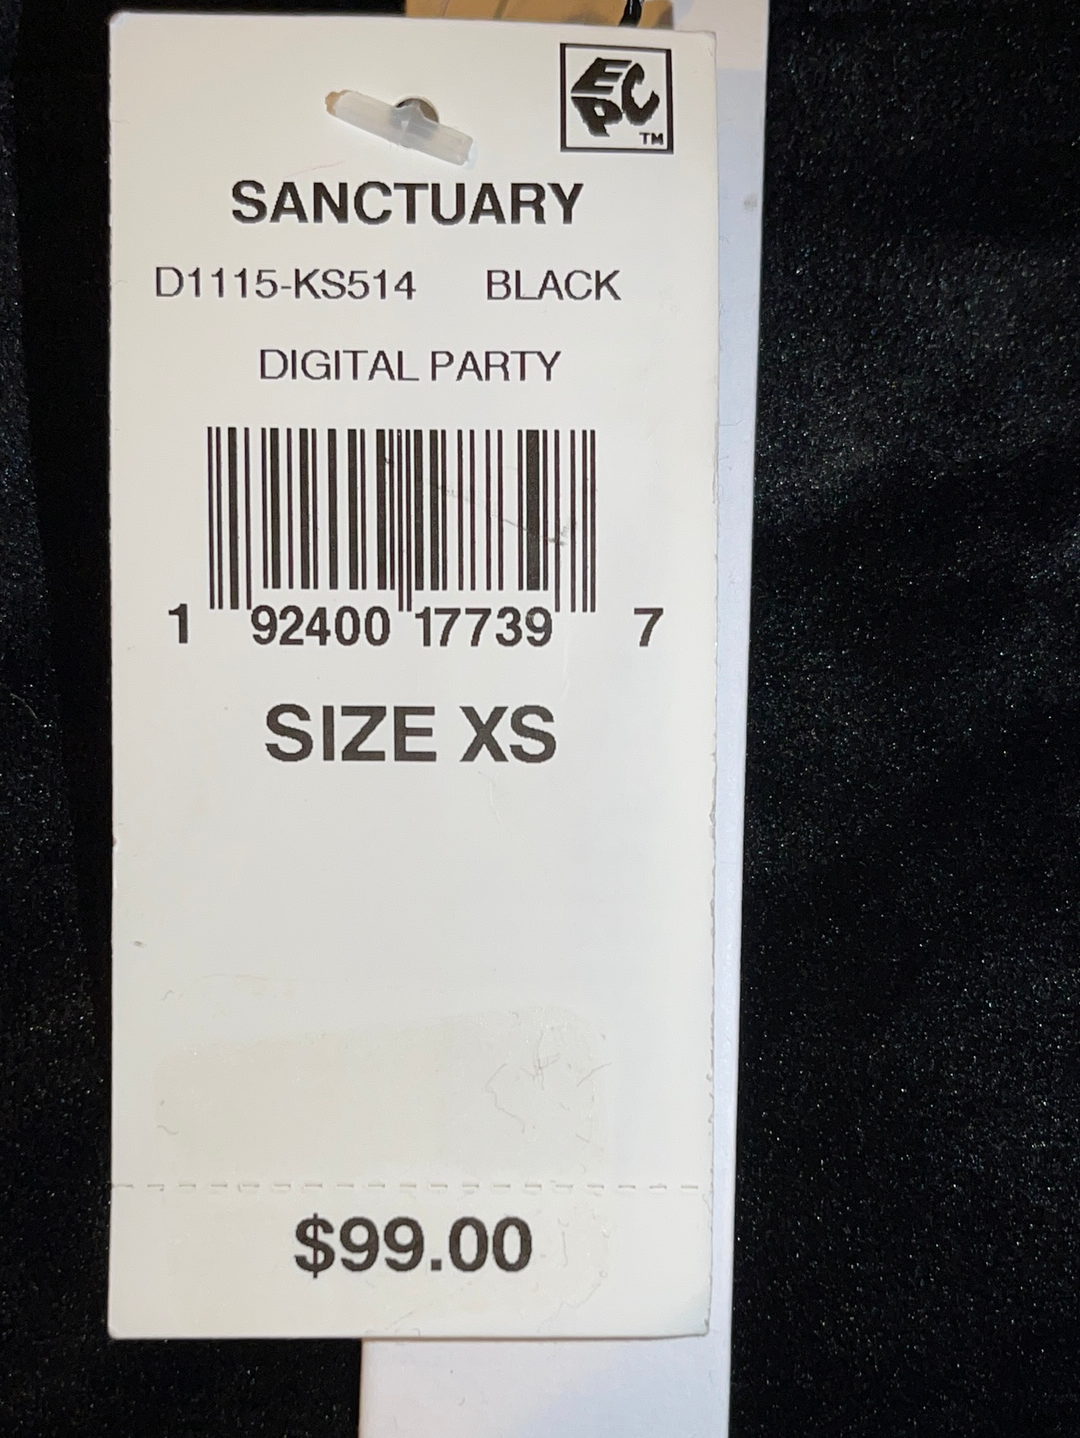 EPC
TM
SANCTUARY
D1115-KS514 BLACK
DIGITAL PARTY
1 92400 17739 7
SIZE XS
$99.00